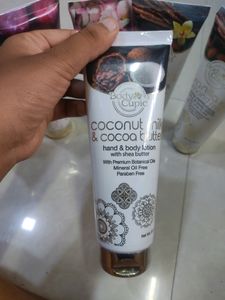 Body
Cupid
coconut milk
& cocoa butter
hand & body lotion
with shea butter
With Premium Botanical Oils
Mineral Oil Free
Paraben Free